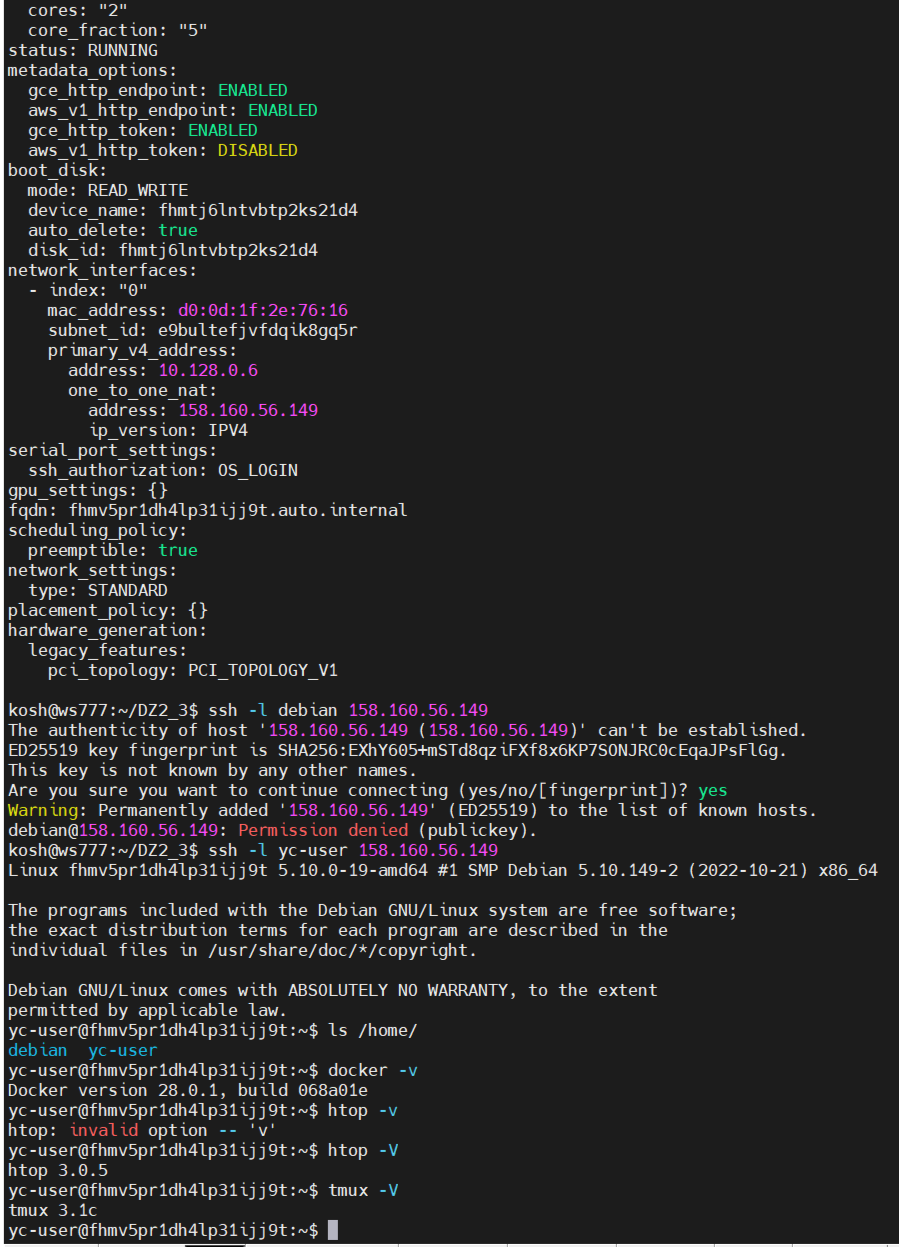 cores: "2"
  core_fraction: "5"
status: RUNNING
metadata_options:
  gce_http_endpoint: ENABLED
  aws_v1_http_endpoint: ENABLED
  gce_http_token: ENABLED
  aws_v1_http_token: DISABLED
boot_disk:
  mode: READ_WRITE
  device_name: fhmtj6lntvbtp2ks21d4
  auto_delete: true
  disk_id: fhmtj6lntvbtp2ks21d4
network_interfaces:
  - index: "0"
    mac_address: d0:0d:1f:2e:76:16
    subnet_id: e9bultefjvfdqik8gq5r
    primary_v4_address:
      address: 10.128.0.6
      one_to_one_nat:
        address: 158.160.56.149
        ip_version: IPV4
serial_port_settings:
  ssh_authorization: OS_LOGIN
gpu_settings: {}
fqdn: fhmv5pr1dh4lp31ijj9t.auto.internal
scheduling_policy:
  preemptible: true
network_settings:
  type: STANDARD
placement_policy: {}
hardware_generation:
  legacy_features:
    pci_topology: PCI_TOPOLOGY_V1

kosh@ws777:~/DZ2_3$ ssh -l debian 158.160.56.149
The authenticity of host '158.160.56.149 (158.160.56.149)' can't be established.
ED25519 key fingerprint is SHA256:EXhY605+mSTd8qziFXf8x6KP7SONJRC0cEqaJPsFlGg.
This key is not known by any other names.
Are you sure you want to continue connecting (yes/no/[fingerprint])? yes
Warning: Permanently added '158.160.56.149' (ED25519) to the list of known hosts.
debian@158.160.56.149: Permission denied (publickey).
kosh@ws777:~/DZ2_3$ ssh -l yc-user 158.160.56.149
Linux fhmv5pr1dh4lp31ijj9t 5.10.0-19-amd64 #1 SMP Debian 5.10.149-2 (2022-10-21) x86_64

The programs included with the Debian GNU/Linux system are free software;
the exact distribution terms for each program are described in the
individual files in /usr/share/doc/*/copyright.

Debian GNU/Linux comes with ABSOLUTELY NO WARRANTY, to the extent
permitted by applicable law.
yc-user@fhmv5pr1dh4lp31ijj9t:~$ ls /home/
debian  yc-user
yc-user@fhmv5pr1dh4lp31ijj9t:~$ docker -v
Docker version 28.0.1, build 068a01e
yc-user@fhmv5pr1dh4lp31ijj9t:~$ htop -v
htop: invalid option -- 'v'
yc-user@fhmv5pr1dh4lp31ijj9t:~$ htop -V
htop 3.0.5
yc-user@fhmv5pr1dh4lp31ijj9t:~$ tmux -V
tmux 3.1c
yc-user@fhmv5pr1dh4lp31ijj9t:~$